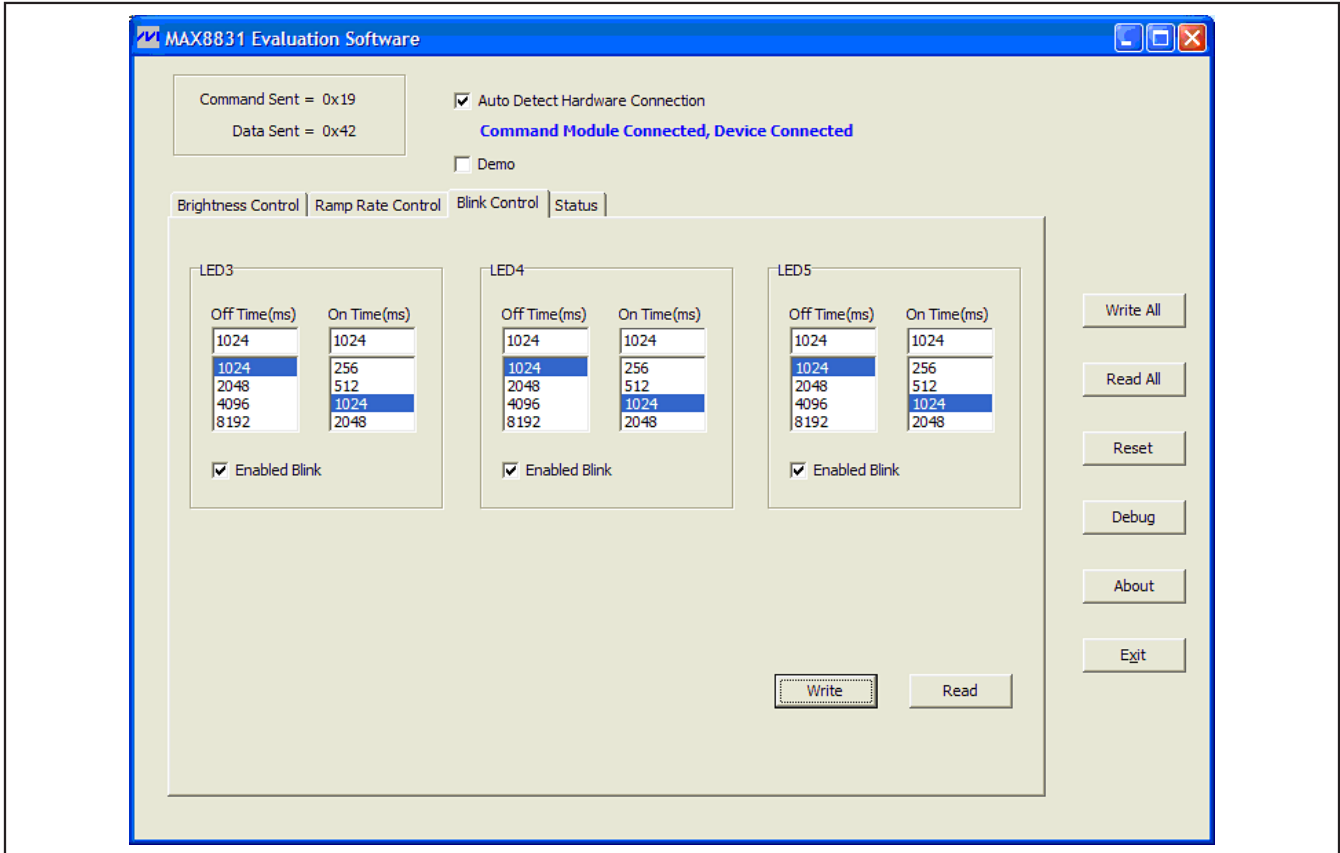 MAX8831 Evaluation Software
Command Sent = 0x19
Data Sent = 0x42
Auto Detect Hardware Connection
Command Module Connected, Device Connected
Demo
Brightness Control Ramp Rate Control Blink Control Status
LED3
Off Time(ms) On Time(ms)
1024 1024
1024 256
2048 512
4096 1024
8192 2048
Enabled Blink
LED4
Off Time(ms) On Time(ms)
1024 1024
1024 256
2048 512
4096 1024
8192 2048
Enabled Blink
LED5
Off Time(ms) On Time(ms)
1024 1024
1024 256
2048 512
4096 1024
8192 2048
Enabled Blink
Write Read
Write All
Read All
Reset
Debug
About
Exit